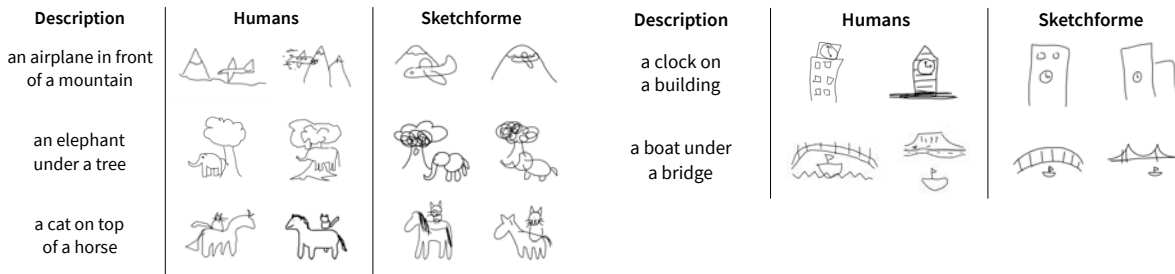 Description Humans Sketchforme
an airplane in front
of a mountain
an elephant
under a tree
a cat on top
of a horse
Description Humans Sketchforme
a clock on
a building
a boat under
a bridge